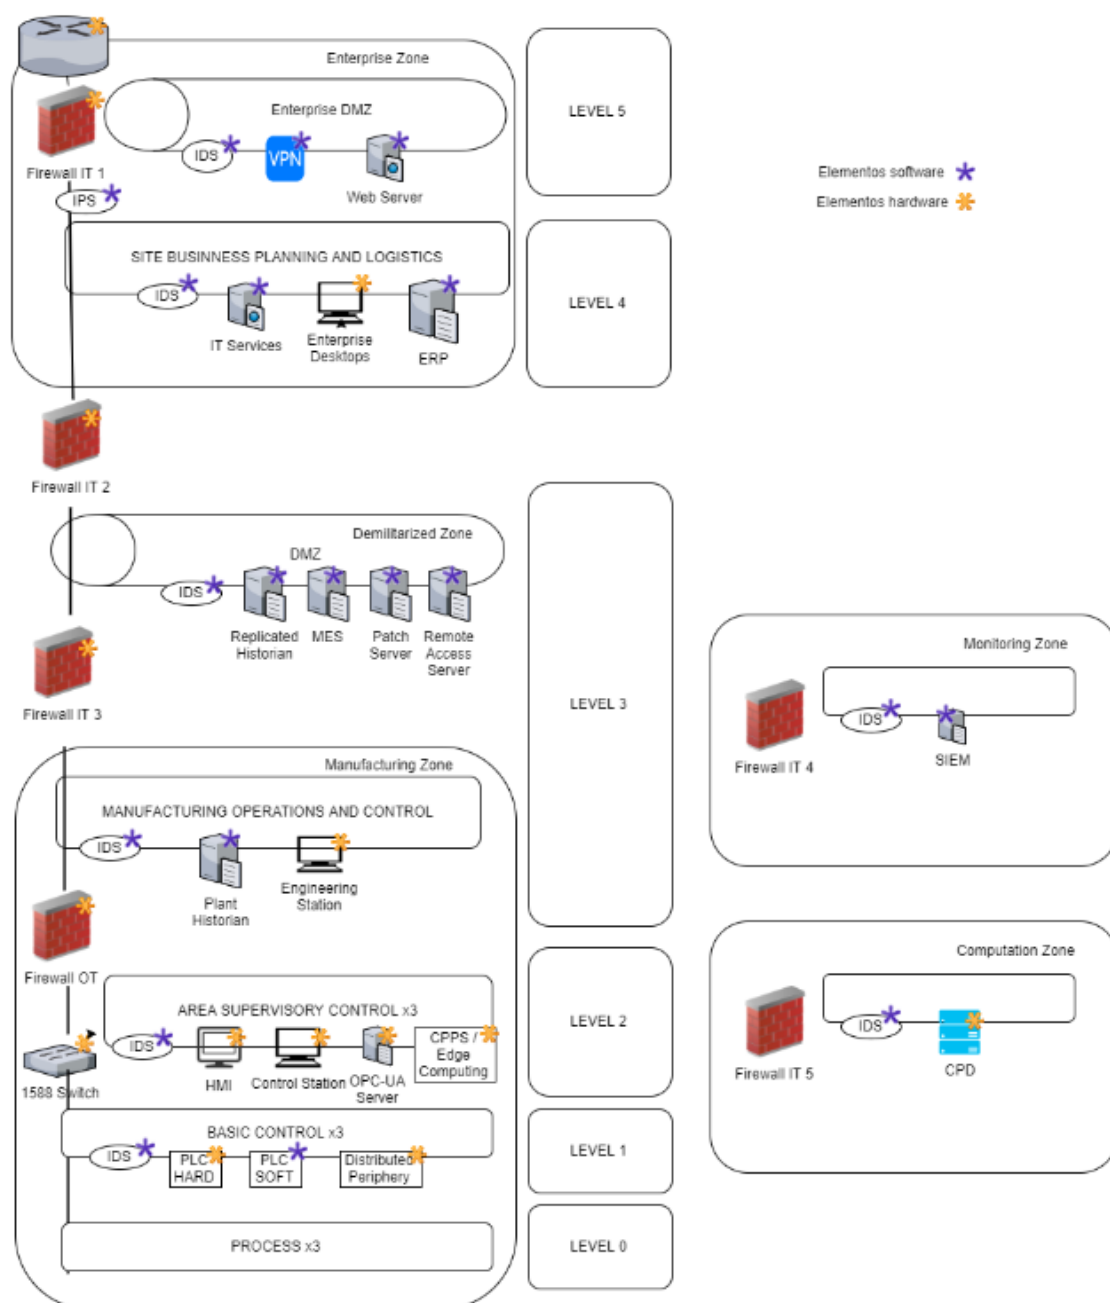 Enterprise Zone
Enterprise DMZ
LEVEL 5
Firewall IT 1
IDS
VPN
Web Server
IPS
Elementos software
Elementos hardware
SITE BUSINNESS PLANNING AND LOGISTICS
IDS
IT Services
Enterprise
Desktops
ERP
LEVEL 4
Firewall IT 2
Demilitarized Zone
DMZ
IDS
Replicated
Historian
MES
Patch
Server
Remote
Access
Server
Firewall IT 3
LEVEL 3
Monitoring Zone
IDS
SIEM
Firewall IT 4
Manufacturing Zone
MANUFACTURING OPERATIONS AND CONTROL
IDS
Plant
Historian
Engineering
Station
Firewall OT
Computation Zone
IDS
CPD
Firewall IT 5
AREA SUPERVISORY CONTROL x3
IDS
HMI
Control Station
OPC-UA
Server
CPPS /
Edge
Computing
LEVEL 2
1588 Switch
BASIC CONTROL x3
IDS
PLC
HARD
PLC
SOFT
Distributed
Periphery
LEVEL 1
PROCESS x3
LEVEL 0